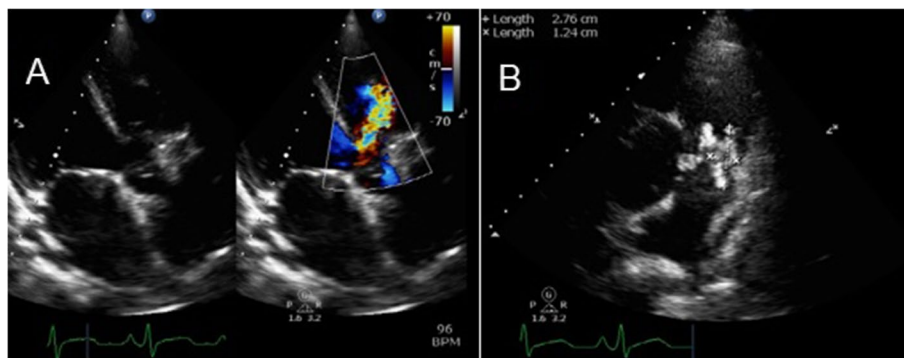 A
P
+70
cm/s
-70
G
P R
1.6 3.2
96
BPM
B
+ Length 2.76 cm
× Length 1.24 cm
G
P R
1.6 3.2